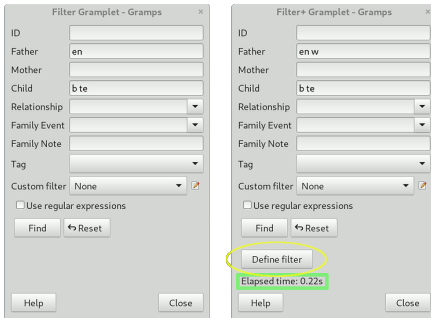 Filter Gramplet - Gramps ×
ID
Father en
Mother
Child b te
Relationship
Family Event
Family Note
Tag
Custom filter None
Use regular expressions
Find Reset
Help Close
Filter+ Gramplet - Gramps ×
ID
Father en w
Mother
Child b te
Relationship
Family Event
Family Note
Tag
Custom filter None
Use regular expressions
Find Reset
Define filter
Elapsed time: 0.22s
Help Close